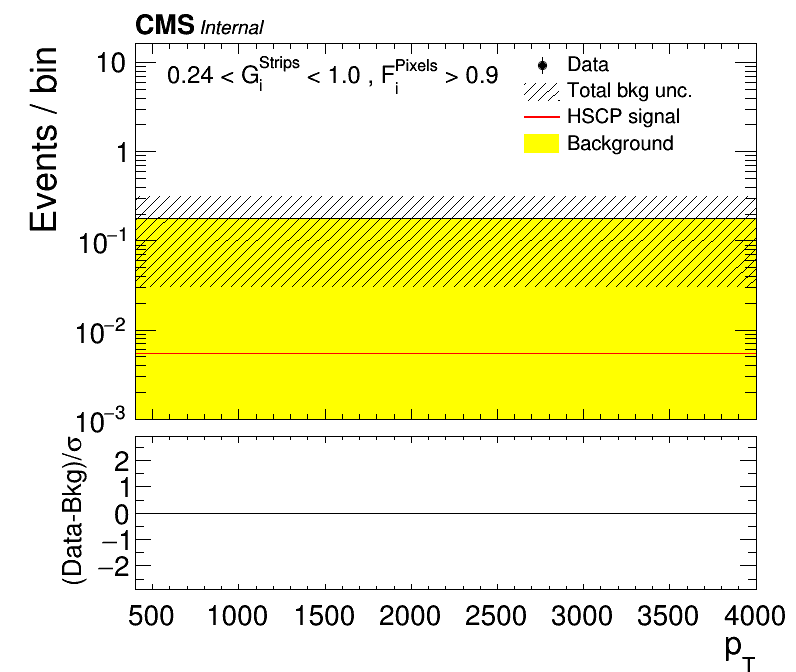 CMS Internal
Events / bin
10
1
10⁻¹
10⁻²
10⁻³
0.24 < G_i^Strips < 1.0 , F_i^Pixels > 0.9
Data
Total bkg unc.
HSCP signal
Background
(Data-Bkg)/σ
2
1
0
−1
−2
500 1000 1500 2000 2500 3000 3500 4000
p_T